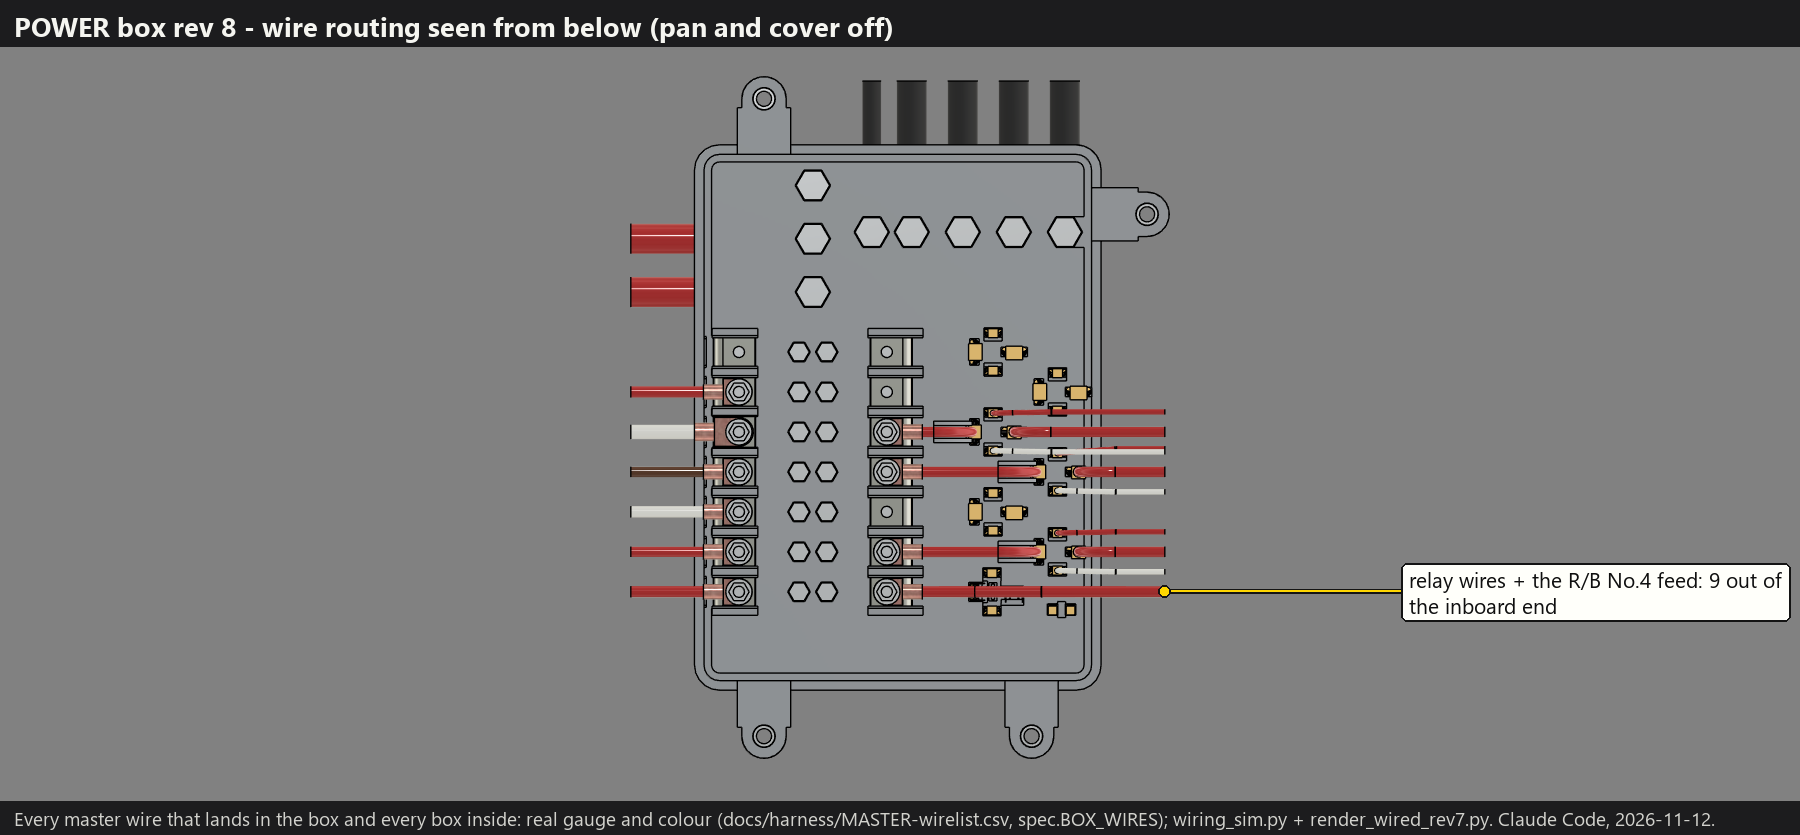 POWER box rev 8 - wire routing seen from below (pan and cover off)
relay wires + the R/B No.4 feed: 9 out of
the inboard end
Every master wire that lands in the box and every box inside: real gauge and colour (docs/harness/MASTER-wirelist.csv, spec.BOX_WIRES); wiring_sim.py + render_wired_rev7.py. Claude Code, 2026-11-12.